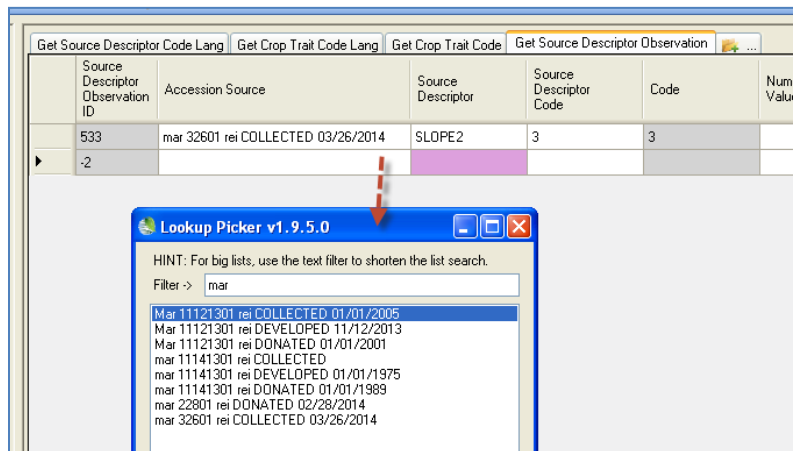 Get Source Descriptor Code Lang Get Crop Trait Code Lang Get Crop Trait Code Get Source Descriptor Observation ...
Source Descriptor Observation ID Accession Source Source Descriptor Source Descriptor Code Code
533 mar 32601 rei COLLECTED 03/26/2014 SLOPE2 3 3
-2
Lookup Picker v1.9.5.0
HINT: For big lists, use the text filter to shorten the list search.
Filter -> mar
Mar 11121301 rei COLLECTED 01/01/2005
Mar 11121301 rei DEVELOPED 11/12/2013
Mar 11121301 rei DONATED 01/01/2001
mar 11141301 rei COLLECTED
mar 11141301 rei DEVELOPED 01/01/1975
mar 11141301 rei DONATED 01/01/1989
mar 22801 rei DONATED 02/28/2014
mar 32601 rei COLLECTED 03/26/2014